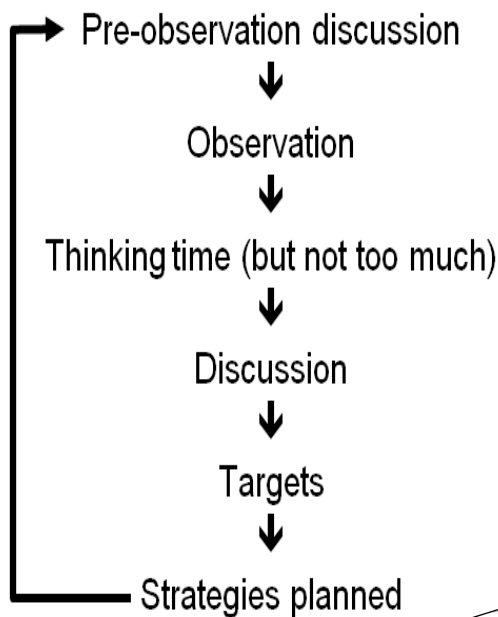 Pre-observation discussion
Observation
Thinking time (but not too much)
Discussion
Targets
Strategies planned